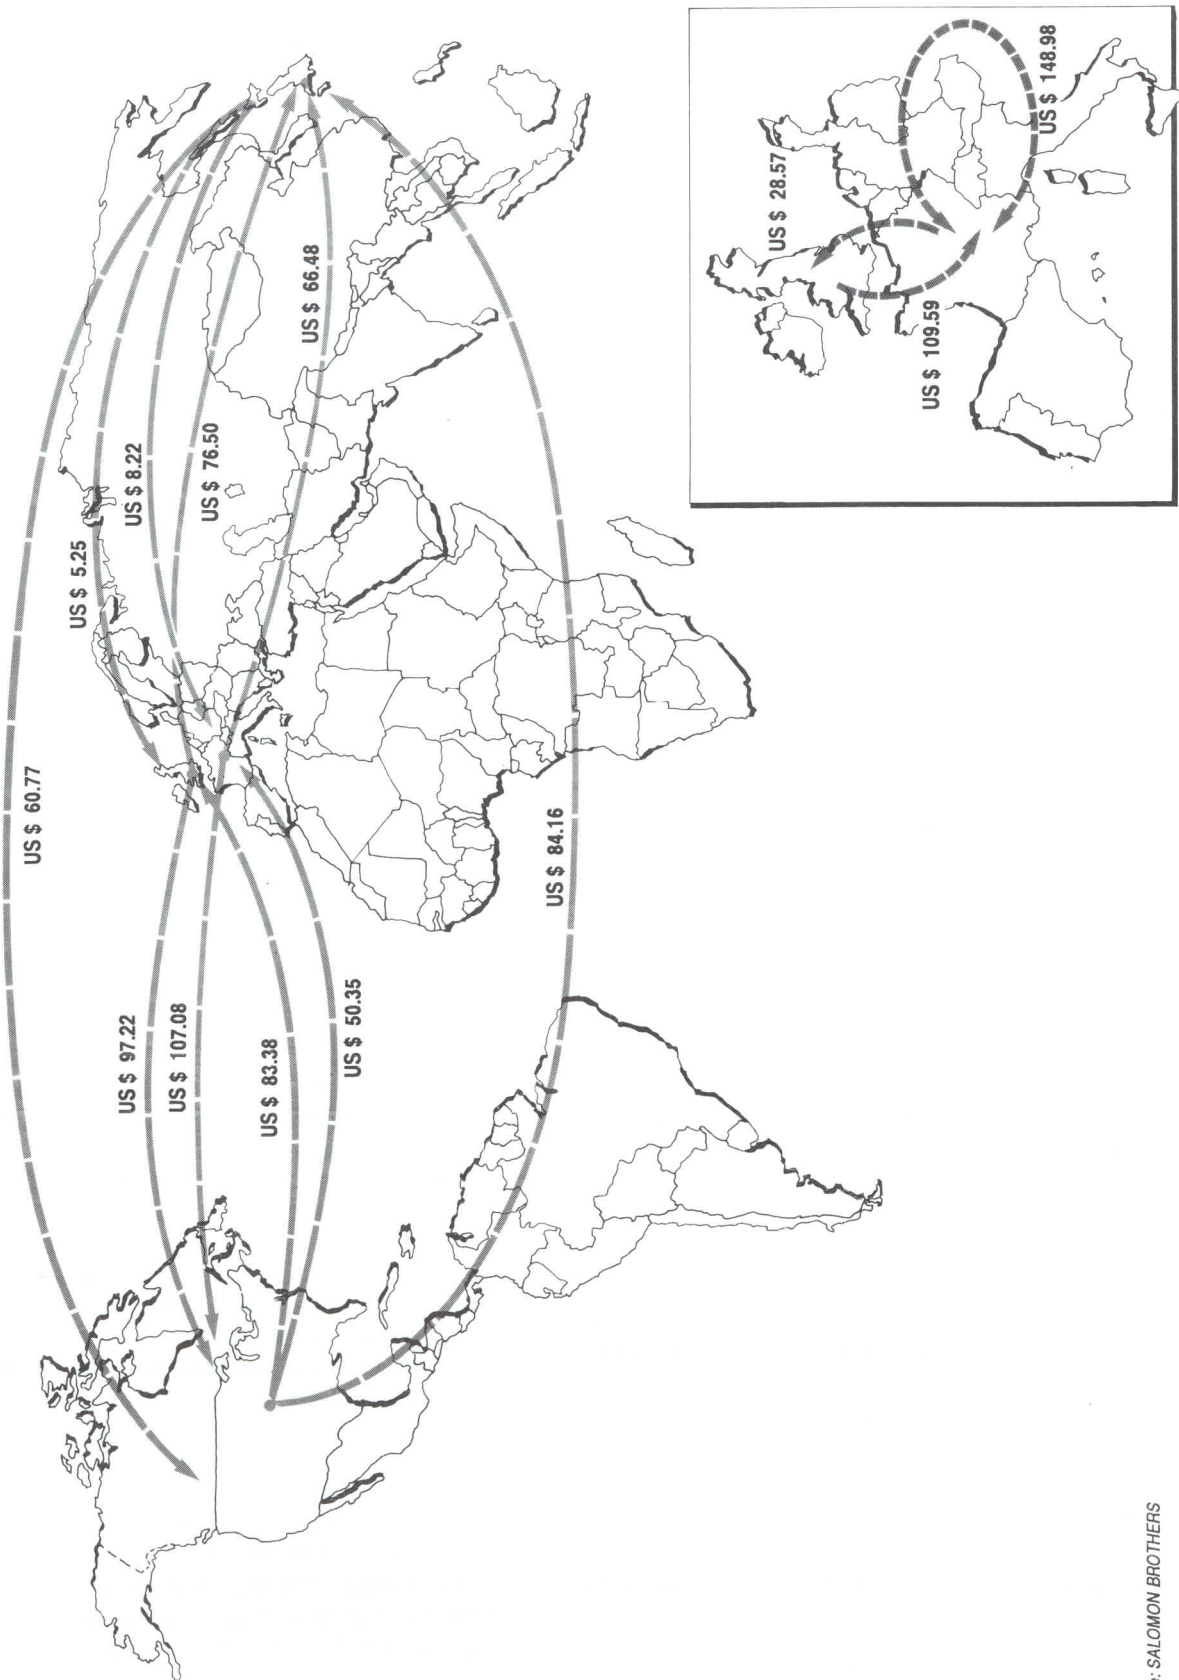 US $ 60.77
US $ 5.25
US $ 8.22
US $ 76.50
US $ 66.48
US $ 97.22
US $ 107.08
US $ 83.38
US $ 50.35
US $ 84.16
US $ 28.57
US $ 109.59
US $ 148.98
: SALOMON BROTHERS